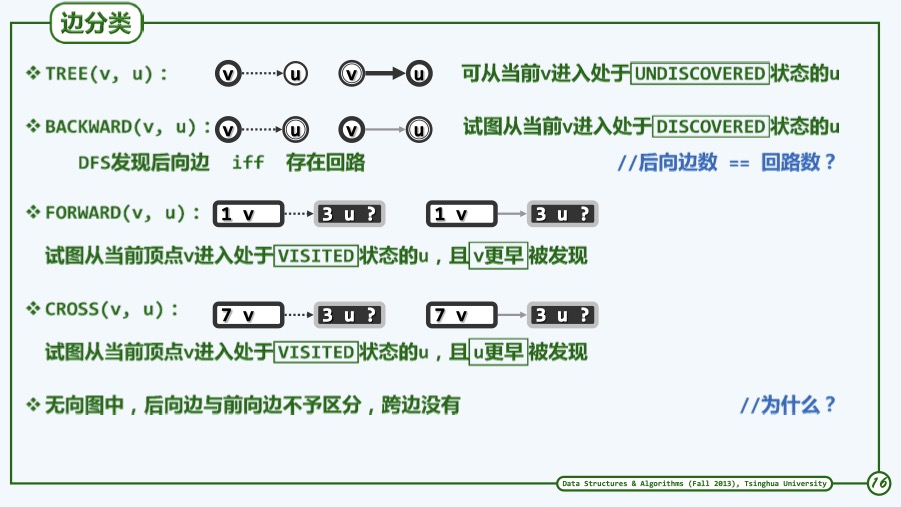 边分类
❖ TREE(v, u)： v u v u 可从当前v进入处于UNDISCOVERED状态的u
❖ BACKWARD(v, u)： v u v u 试图从当前v进入处于DISCOVERED状态的u
DFS发现后向边 iff 存在回路 //后向边数 == 回路数？
❖ FORWARD(v, u)： 1 v 3 u ? 1 v 3 u ?
试图从当前顶点v进入处于VISITED状态的u，且v更早被发现
❖ CROSS(v, u)： 7 v 3 u ? 7 v 3 u ?
试图从当前顶点v进入处于VISITED状态的u，且u更早被发现
❖ 无向图中，后向边与前向边不予区分，跨边没有 //为什么？
Data Structures & Algorithms (Fall 2013), Tsinghua University 16